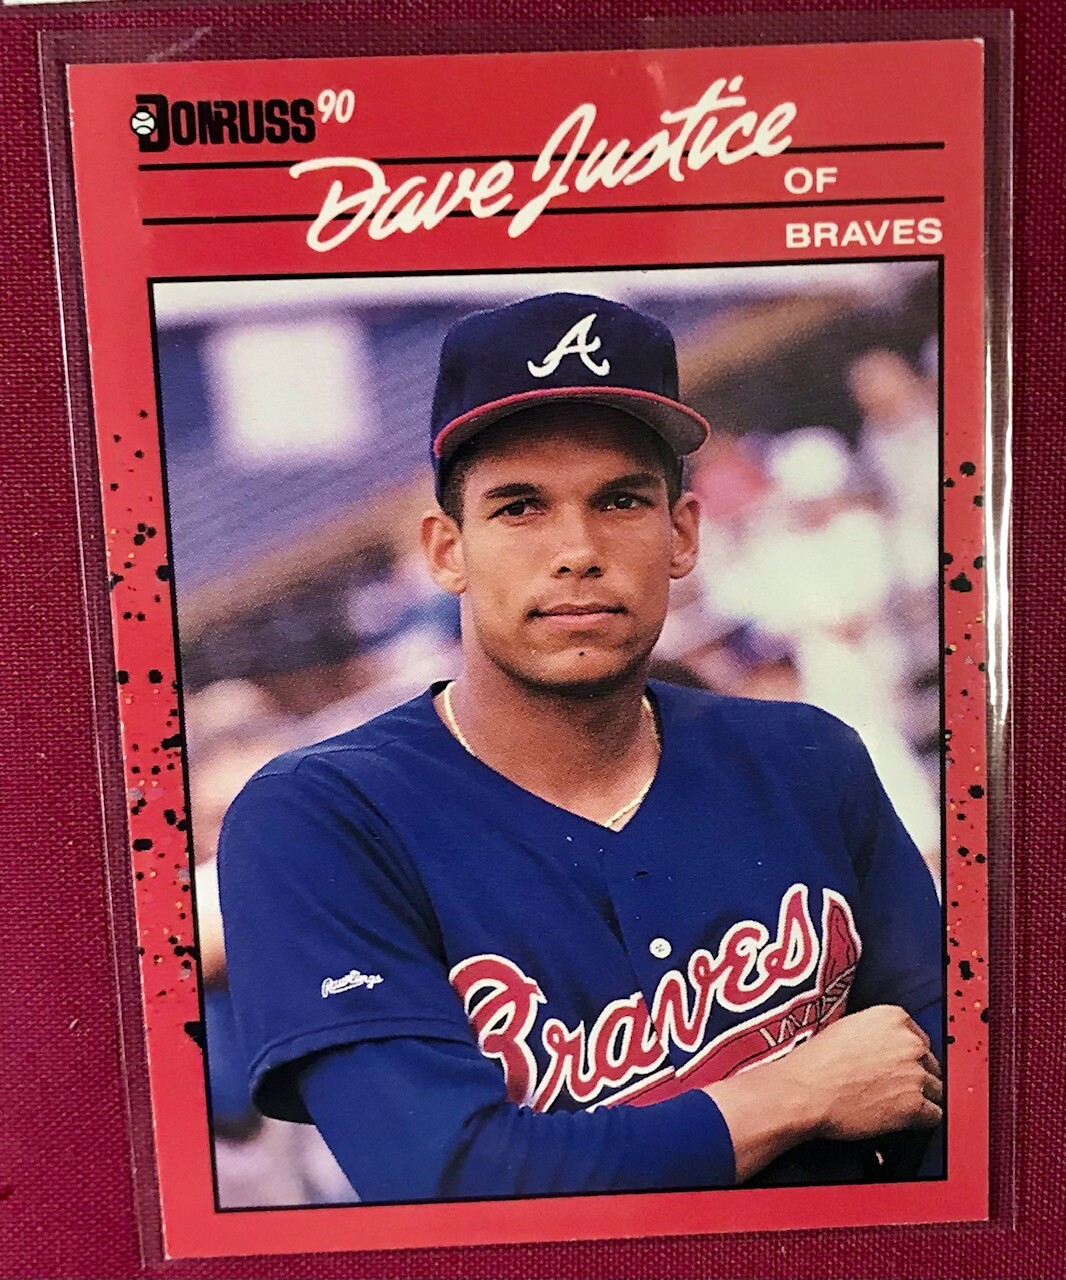 DONRUSS 90
Dave Justice
OF
BRAVES
A
Rawlings
Braves